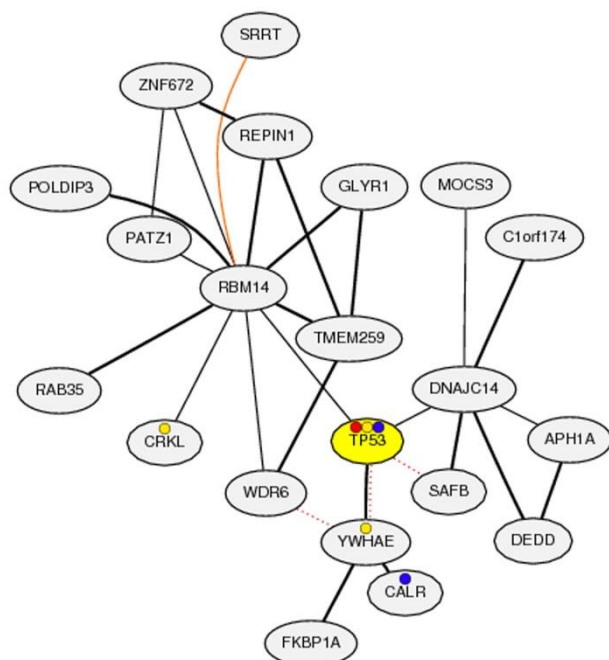 SRRT
ZNF672
REPIN1
POLDIP3
GLYR1
MOCS3
PATZ1
C1orf174
RBM14
TMEM259
RAB35
DNAJC14
CRKL
TP53
APH1A
WDR6
SAFB
YWHAE
DEDD
CALR
FKBP1A